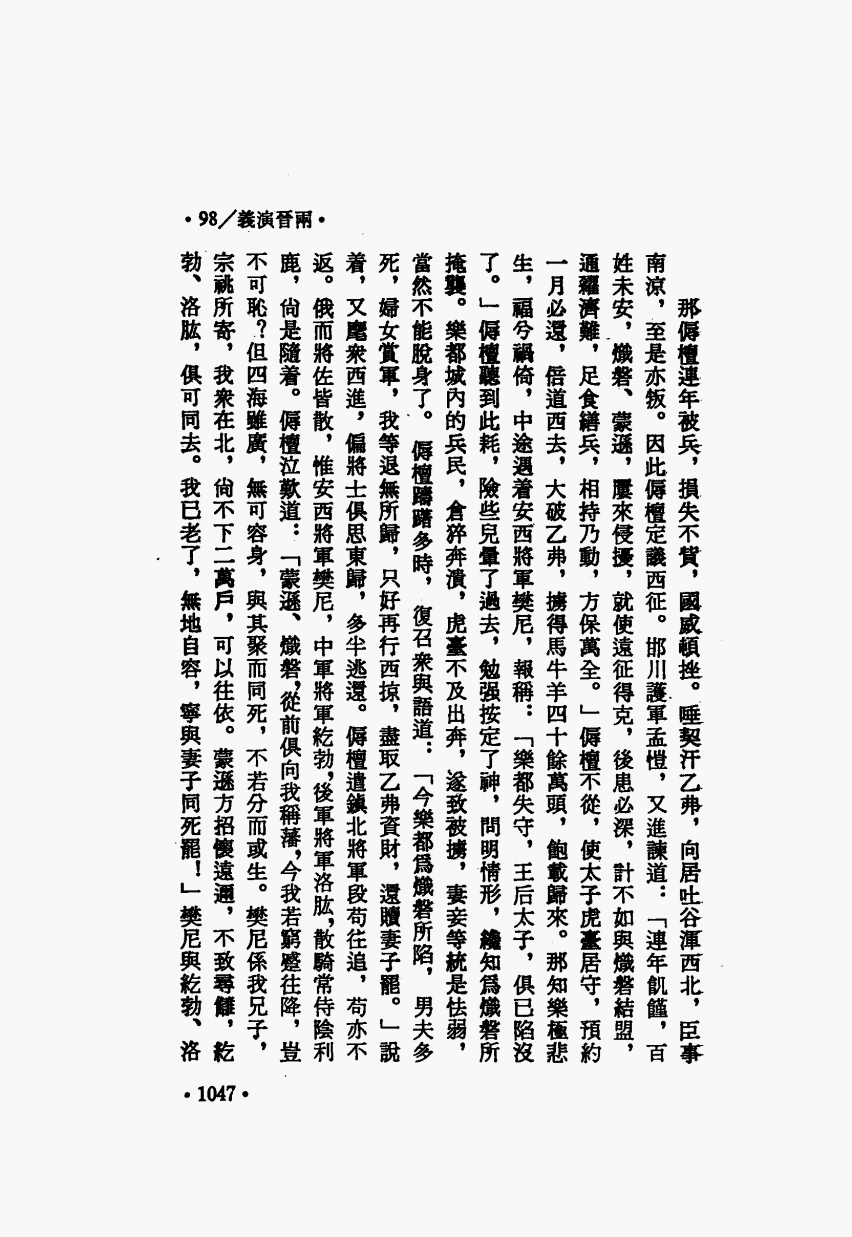 ·98／義演晉兩·
那傉檀連年被兵，損失不貲，國威頓挫。唾契汗乙弗，向居吐谷渾西北，臣事
南涼，至是亦叛。因此傉檀定議西征。邯川護軍孟愷，又進諫道：「連年飢饉，百
姓未安，熾磐、蒙遜，屢來侵擾，就使遠征得克，後患必深，計不如與熾磐結盟，
通糴濟難，足食繕兵，相持乃動，方保萬全。」傉檀不從，使太子虎臺居守，預約
一月必還，倍道西去，大破乙弗，擄得馬牛羊四十餘萬頭，飽載歸來。那知樂極悲
生，福兮禍倚，中途遇着安西將軍樊尼，報稱：「樂都失守，王后太子，俱已陷沒
了。」傉檀聽到此耗，險些兒暈了過去，勉强按定了神，問明情形，纔知爲熾磐所
掩襲。樂都城內的兵民，倉猝奔潰，虎臺不及出奔，遂致被擄，妻妾等統是怯弱，
當然不能脫身了。傉檀躊躇多時，復召衆與語道：「今樂都爲熾磐所陷，男夫多
死，婦女賞軍，我等退無所歸，只好再行西掠，盡取乙弗資財，還贖妻子罷。」說
着，又麾衆西進，偏將士俱思東歸，多半逃還。傉檀遣鎭北將軍段苟往追，苟亦不
返。俄而將佐皆散，惟安西將軍樊尼，中軍將軍紇勃，後軍將軍洛肱，散騎常侍陰利
鹿，尙是隨着。傉檀泣歎道：「蒙遜、熾磐，從前俱向我稱藩，今我若窮蹙往降，豈
不可恥？但四海雖廣，無可容身，與其聚而同死，不若分而或生。樊尼係我兄子，
宗祧所寄，我衆在北，尙不下二萬戶，可以往依。蒙遜方招懷遠邇，不致尋讎，紇
勃、洛肱，俱可同去。我已老了，無地自容，寧與妻子同死罷！」樊尼與紇勃、洛
·1047·